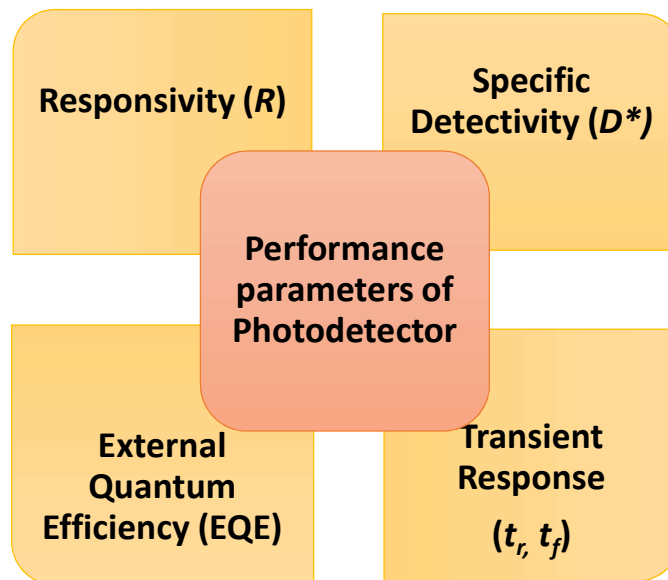 Responsivity (R)
Specific
Detectivity (D*)
Performance
parameters of
Photodetector
External
Quantum
Efficiency (EQE)
Transient
Response
(tr, tf)